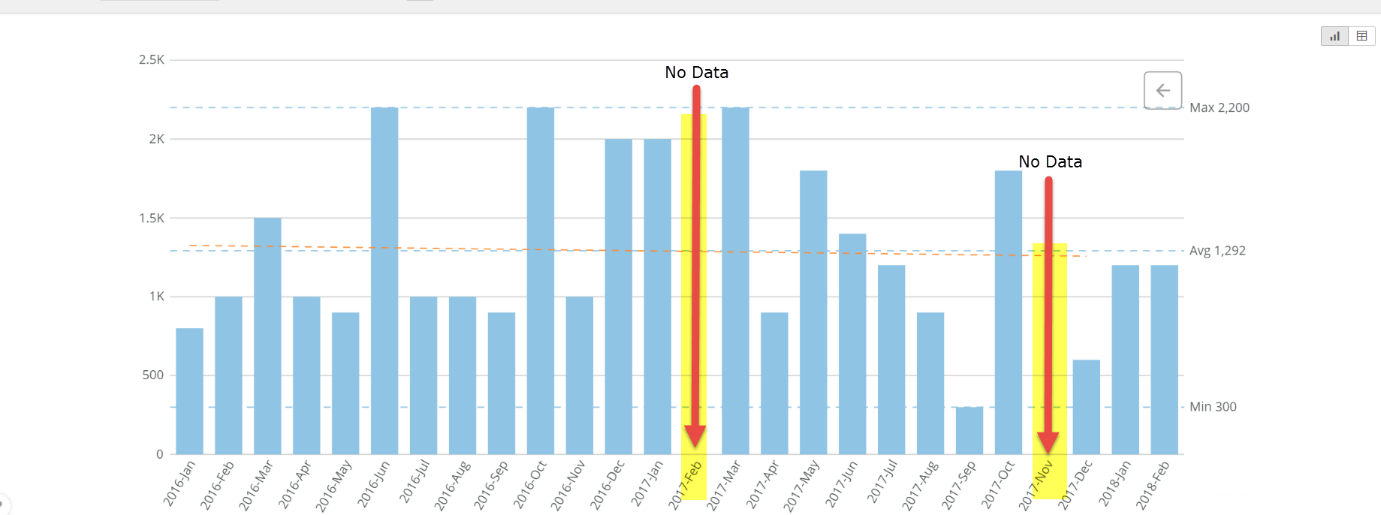 2.5K
No Data
Max 2,200
2K
No Data
1.5K
Avg 1,292
1K
500
Min 300
0
2016-Jan
2016-Feb
2016-Mar
2016-Apr
2016-May
2016-Jun
2016-Jul
2016-Aug
2016-Sep
2016-Oct
2016-Nov
2016-Dec
2017-Jan
2017-Feb
2017-Mar
2017-Apr
2017-May
2017-Jun
2017-Jul
2017-Aug
2017-Sep
2017-Oct
2017-Nov
2017-Dec
2018-Jan
2018-Feb